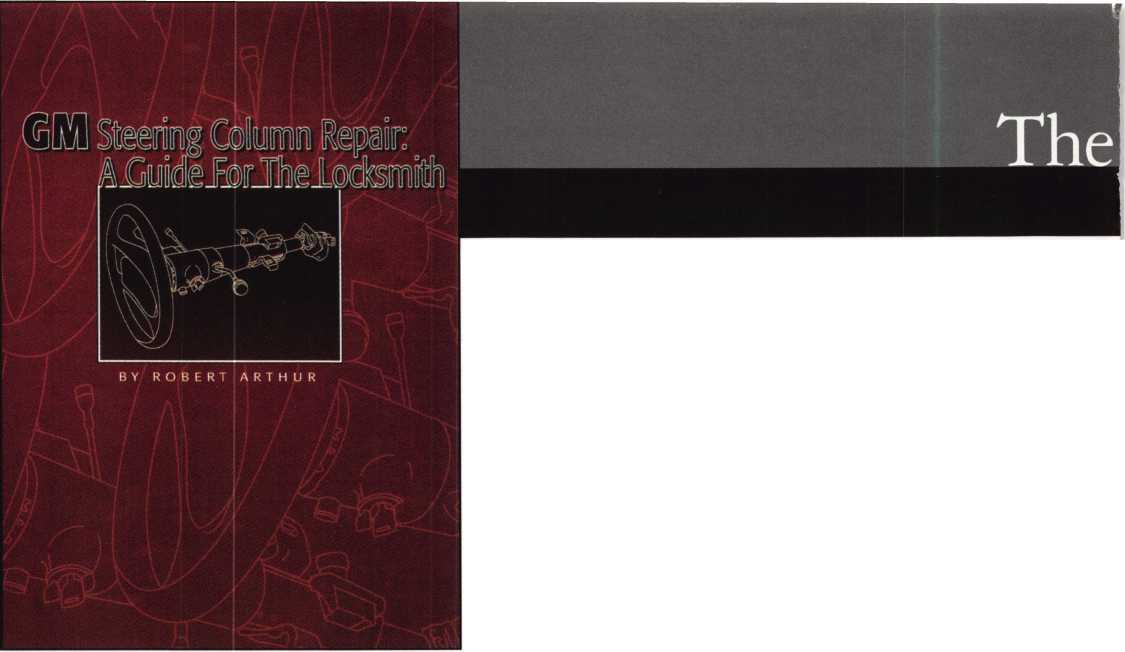 GM Steering Column Repair:
A Guide For The Locksmith
BY ROBERT ARTHUR
The